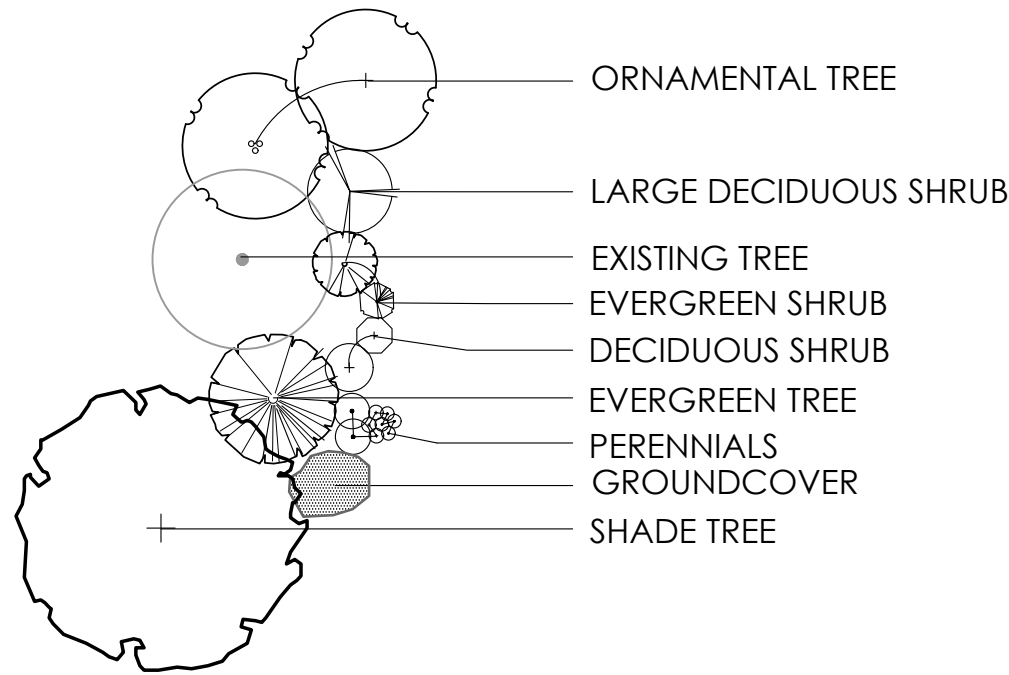 ORNAMENTAL TREE
LARGE DECIDUOUS SHRUB
EXISTING TREE
EVERGREEN SHRUB
DECIDUOUS SHRUB
EVERGREEN TREE
PERENNIALS
GROUNDCOVER
SHADE TREE